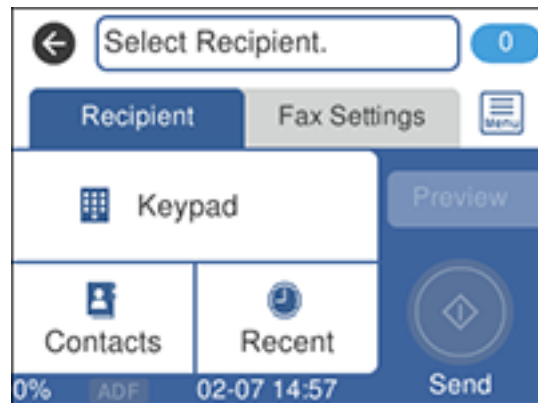 Select Recipient.
0
Recipient
Fax Settings
Menu
Keypad
Preview
Contacts
Recent
0%
ADF
02-07 14:57
Send